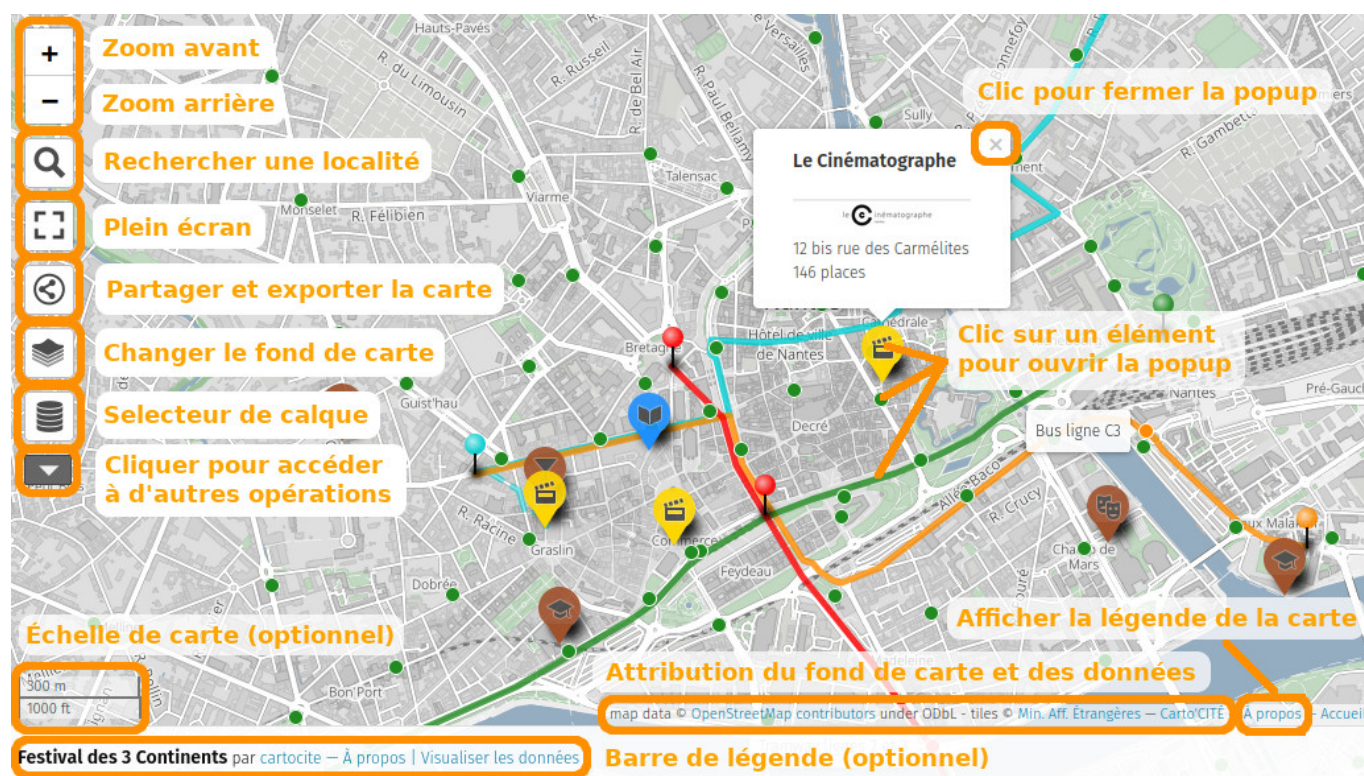 Hauts-Pavés
R. du Limousin
R. Russeil
R. de Bel Air
R. Paul Bellamy
Versailles
+
Zoom avant
−
Zoom arrière
Clic pour fermer la popup
Sully
R. Gambetta
Rechercher une localité
Le Cinématographe
×
Talensac
Viarme
Monselet
R. Félibien
Plein écran
le C inématographe
12 bis rue des Carmélites
146 places
Partager et exporter la carte
Changer le fond de carte
Hôtel de ville
de Nantes
Cathédrale
Bretagne
Clic sur un élément
pour ouvrir la popup
Pré-Gauchet
Nantes
Guist'hau
Selecteur de calque
Decré
Bus ligne C3
Cliquer pour accéder
à d'autres opérations
Allée Baco
R. Crucy
R. Racine
Graslin
Commerce
Champ de
Mars
Feydeau
Dobrée
Afficher la légende de la carte
Échelle de carte (optionnel)
Attribution du fond de carte et des données
300 m
1000 ft
Bon'Port
map data © OpenStreetMap contributors under ODbL - tiles © Min. Aff. Étrangères — Carto'CITÉ
À propos - Accueil
Festival des 3 Continents par cartocite — À propos | Visualiser les données
Barre de légende (optionnel)